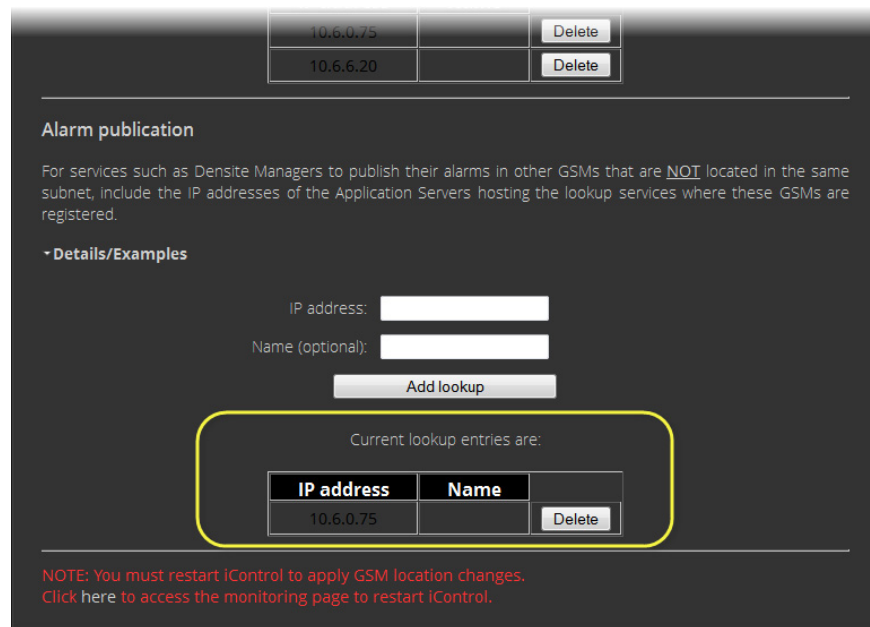 10.6.0.75 Delete
10.6.6.20 Delete
Alarm publication
For services such as Densite Managers to publish their alarms in other GSMs that are NOT located in the same
subnet, include the IP addresses of the Application Servers hosting the lookup services where these GSMs are
registered.
Details/Examples
IP address:
Name (optional):
Add lookup
Current lookup entries are:
IP address Name
10.6.0.75 Delete
NOTE: You must restart iControl to apply GSM location changes.
Click here to access the monitoring page to restart iControl.